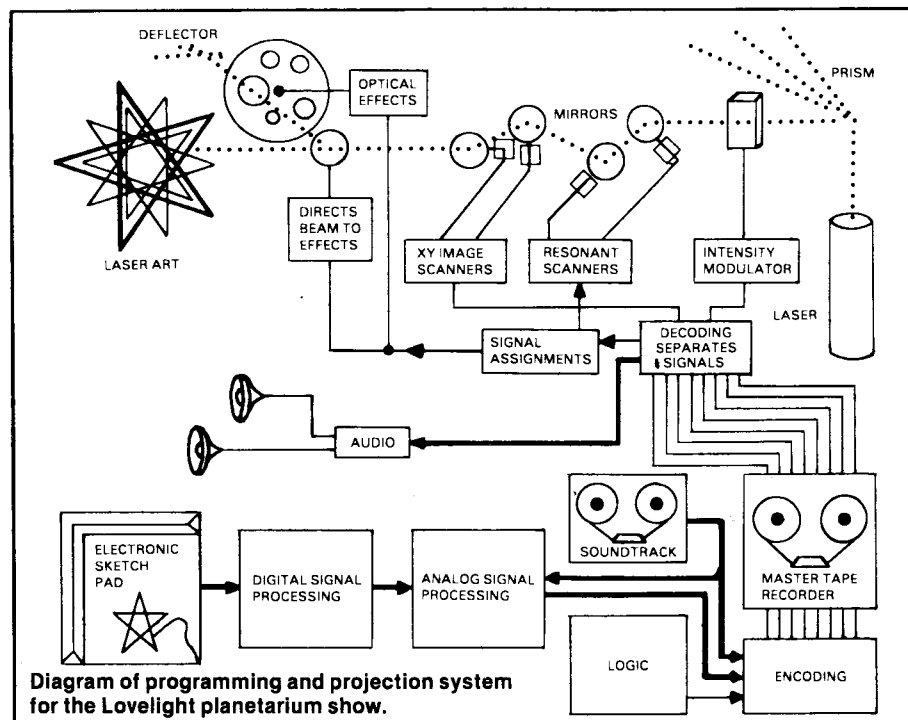 DEFLECTOR
OPTICAL
EFFECTS
MIRRORS
PRISM
LASER ART
DIRECTS
BEAM TO
EFFECTS
XY IMAGE
SCANNERS
RESONANT
SCANNERS
INTENSITY
MODULATOR
LASER
SIGNAL
ASSIGNMENTS
DECODING
SEPARATES
SIGNALS
AUDIO
ELECTRONIC
SKETCH
PAD
DIGITAL SIGNAL
PROCESSING
ANALOG SIGNAL
PROCESSING
SOUNDTRACK
MASTER TAPE
RECORDER
LOGIC
ENCODING
Diagram of programming and projection system
for the Lovelight planetarium show.